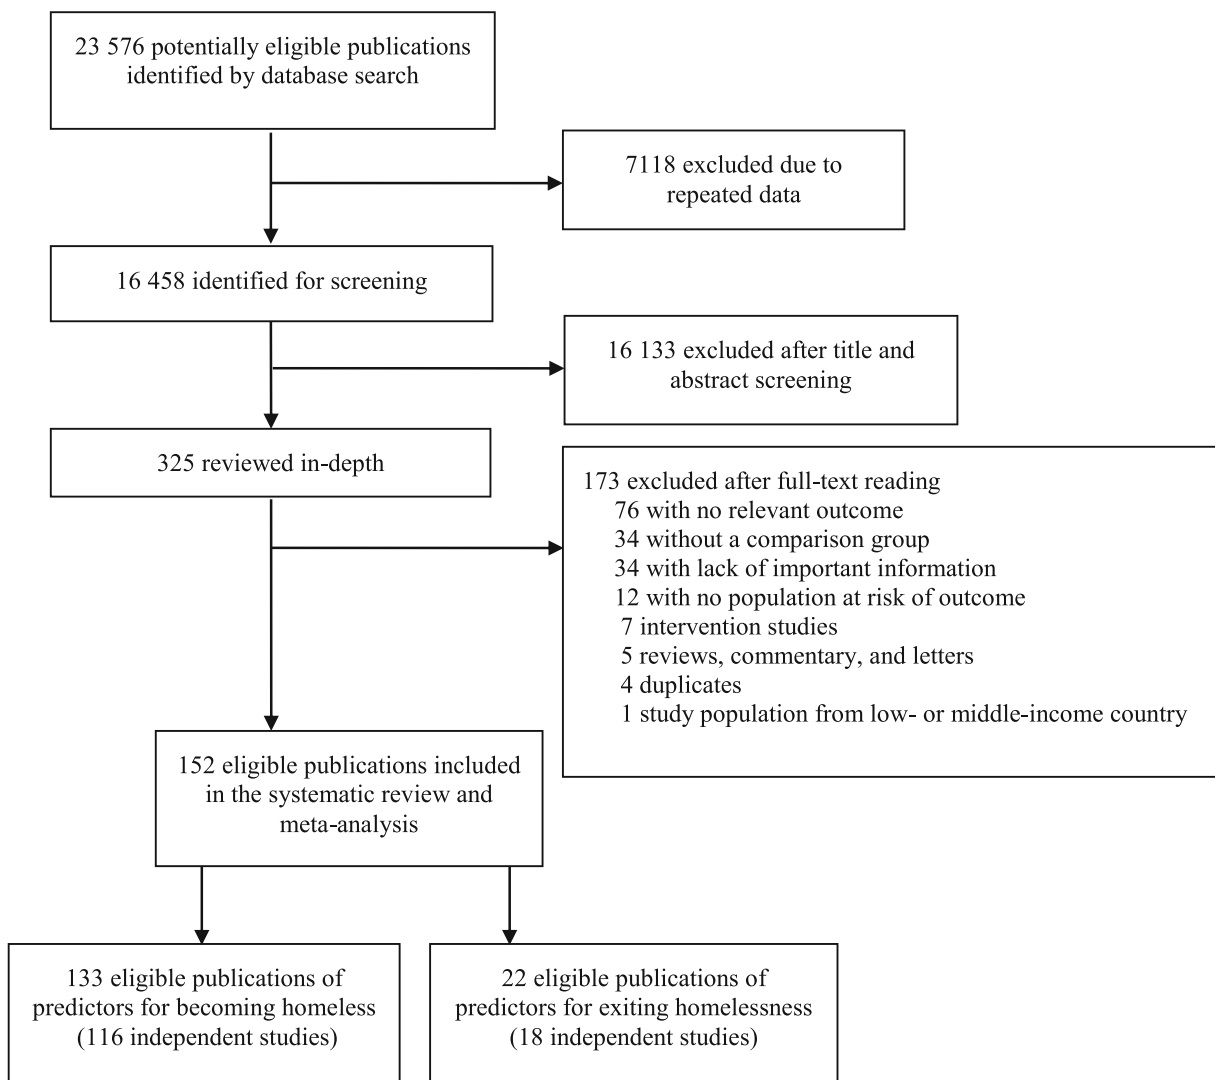 23 576 potentially eligible publications
identified by database search
7118 excluded due to
repeated data
16 458 identified for screening
16 133 excluded after title and
abstract screening
325 reviewed in-depth
173 excluded after full-text reading
76 with no relevant outcome
34 without a comparison group
34 with lack of important information
12 with no population at risk of outcome
7 intervention studies
5 reviews, commentary, and letters
4 duplicates
1 study population from low- or middle-income country
152 eligible publications included
in the systematic review and
meta-analysis
133 eligible publications of
predictors for becoming homeless
(116 independent studies)
22 eligible publications of
predictors for exiting homelessness
(18 independent studies)